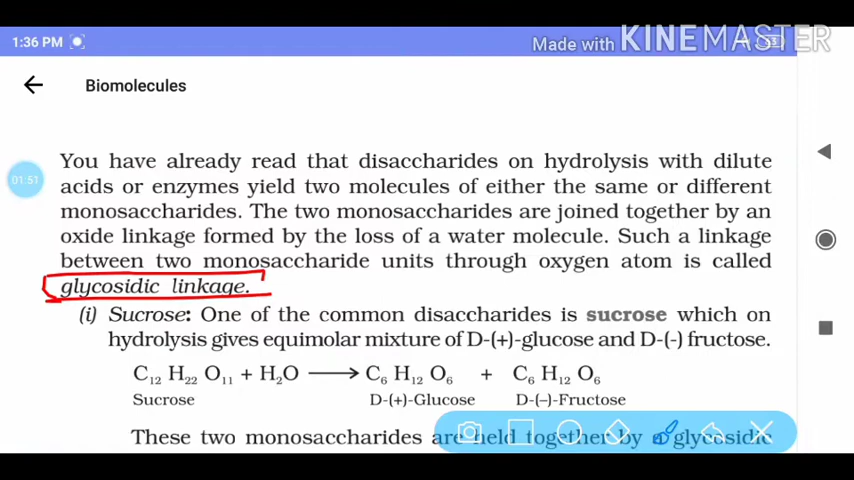 1:36 PM
Made with KINEMASTER
Biomolecules
You have already read that disaccharides on hydrolysis with dilute
01:51
acids or enzymes yield two molecules of either the same or different
monosaccharides. The two monosaccharides are joined together by an
oxide linkage formed by the loss of a water molecule. Such a linkage
between two monosaccharide units through oxygen atom is called
glycosidic linkage.
(i) Sucrose: One of the common disaccharides is sucrose which on
hydrolysis gives equimolar mixture of D-(+)-glucose and D-(-) fructose.
C12 H22 O11 + H2O ⟶ C6 H12 O6 + C6 H12 O6
Sucrose D-(+)-Glucose D-(–)-Fructose
These two monosaccharides are held together by a glycosidic